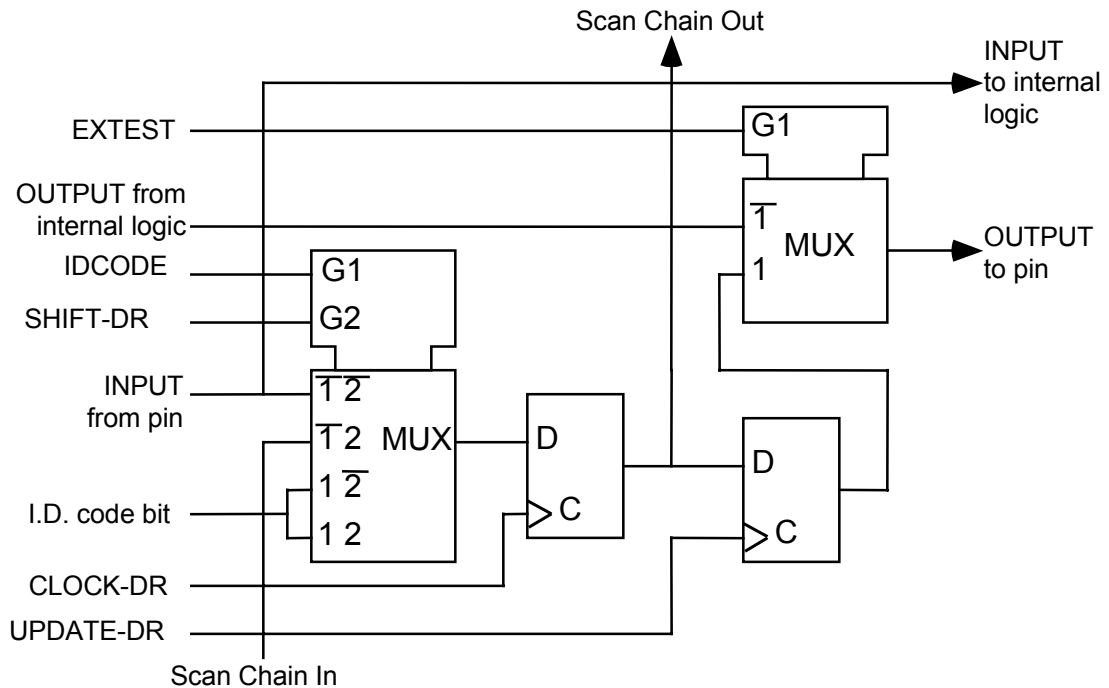 Scan Chain Out
INPUT
to internal
logic
EXTEST
G1
OUTPUT from
internal logic
1̅
MUX
1
OUTPUT
to pin
IDCODE
G1
SHIFT-DR
G2
INPUT
from pin
1̅ 2̅
1̅ 2
MUX
1 2̅
1 2
D
C
D
C
I.D. code bit
CLOCK-DR
UPDATE-DR
Scan Chain In